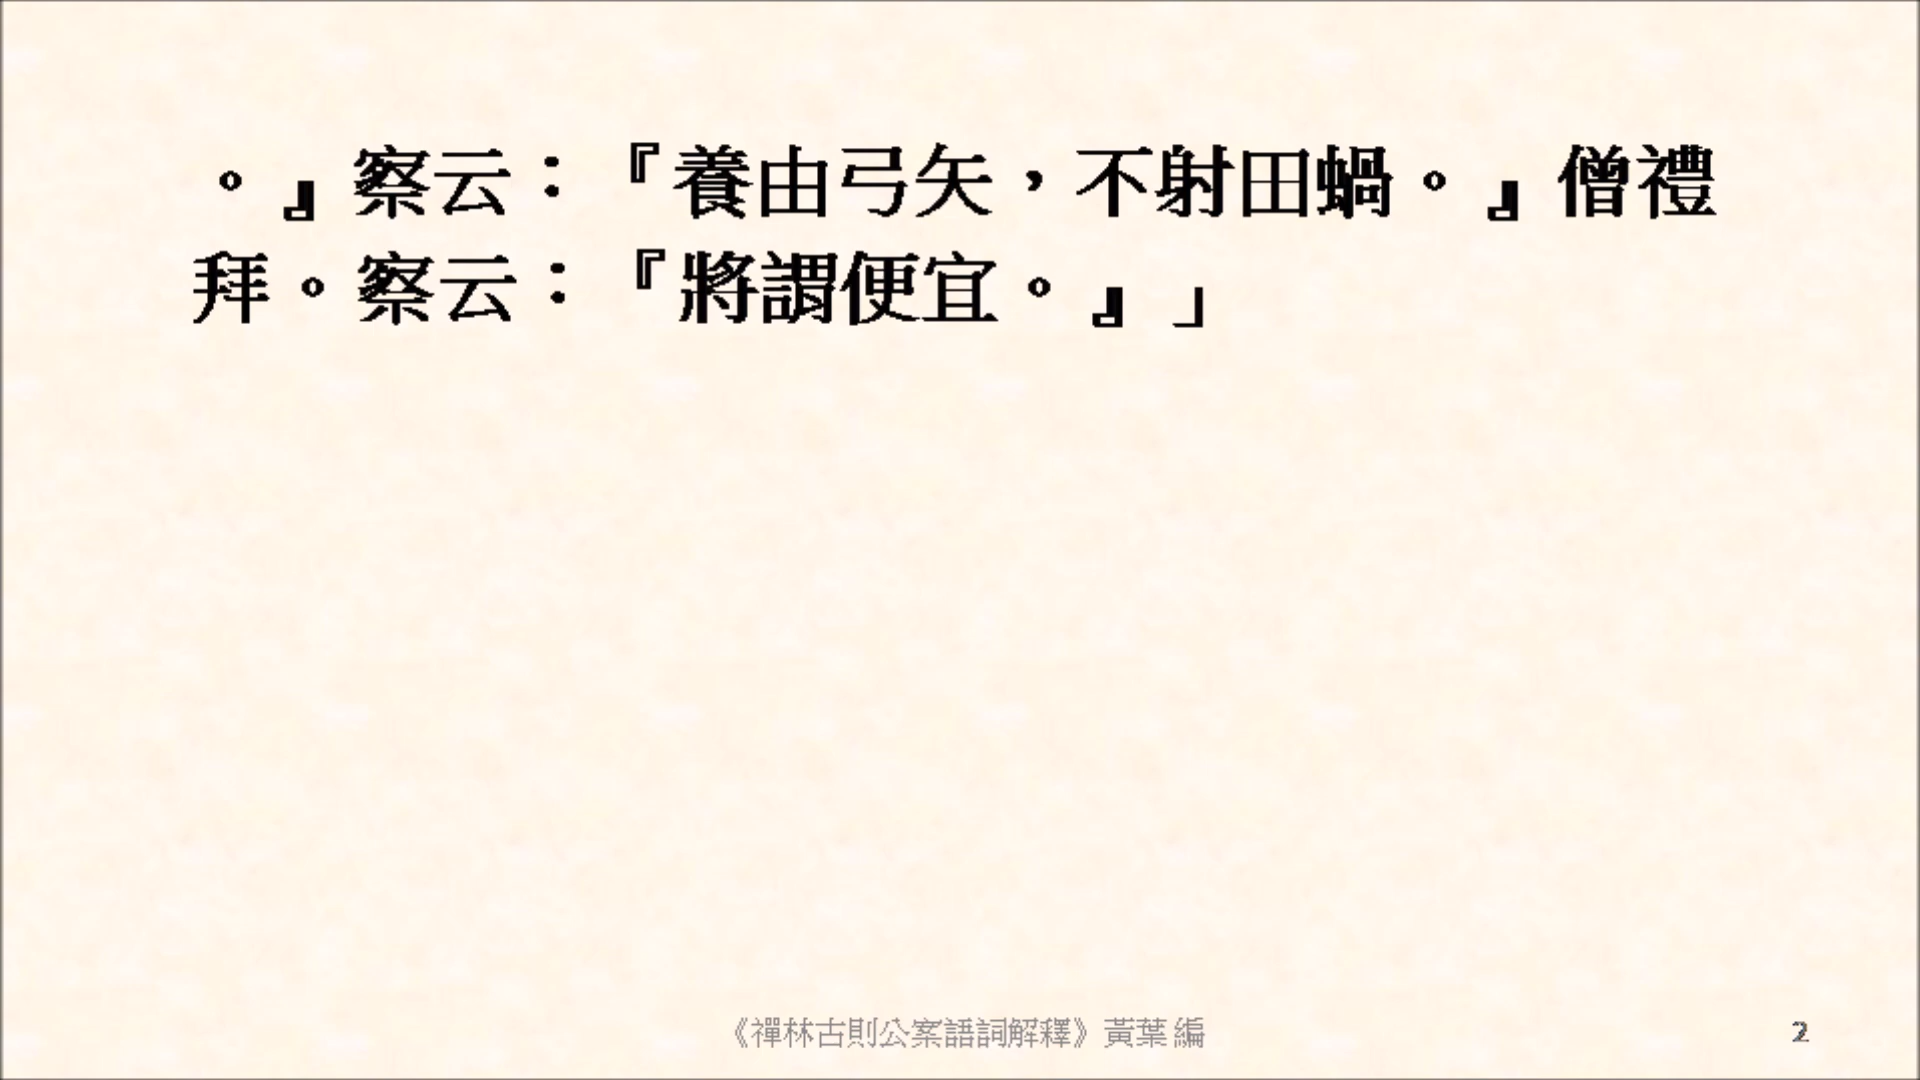 。』察云：『養由弓矢，不射田蝸。』僧禮
拜。察云：『將謂便宜。』」
《禪林古則公案語詞解釋》黃葉 編
2